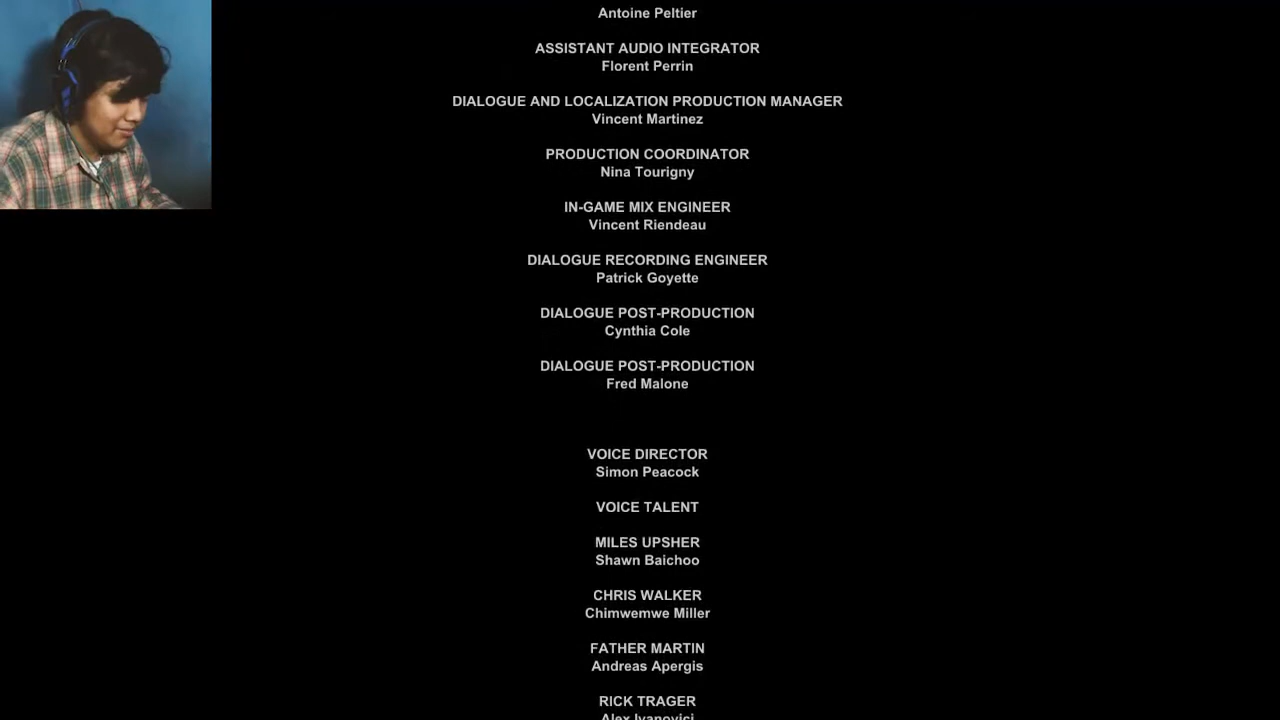 Antoine Peltier
ASSISTANT AUDIO INTEGRATOR
Florent Perrin
DIALOGUE AND LOCALIZATION PRODUCTION MANAGER
Vincent Martinez
PRODUCTION COORDINATOR
Nina Tourigny
IN-GAME MIX ENGINEER
Vincent Riendeau
DIALOGUE RECORDING ENGINEER
Patrick Goyette
DIALOGUE POST-PRODUCTION
Cynthia Cole
DIALOGUE POST-PRODUCTION
Fred Malone
VOICE DIRECTOR
Simon Peacock
VOICE TALENT
MILES UPSHER
Shawn Baichoo
CHRIS WALKER
Chimwemwe Miller
FATHER MARTIN
Andreas Apergis
RICK TRAGER
Alex Ivanovici